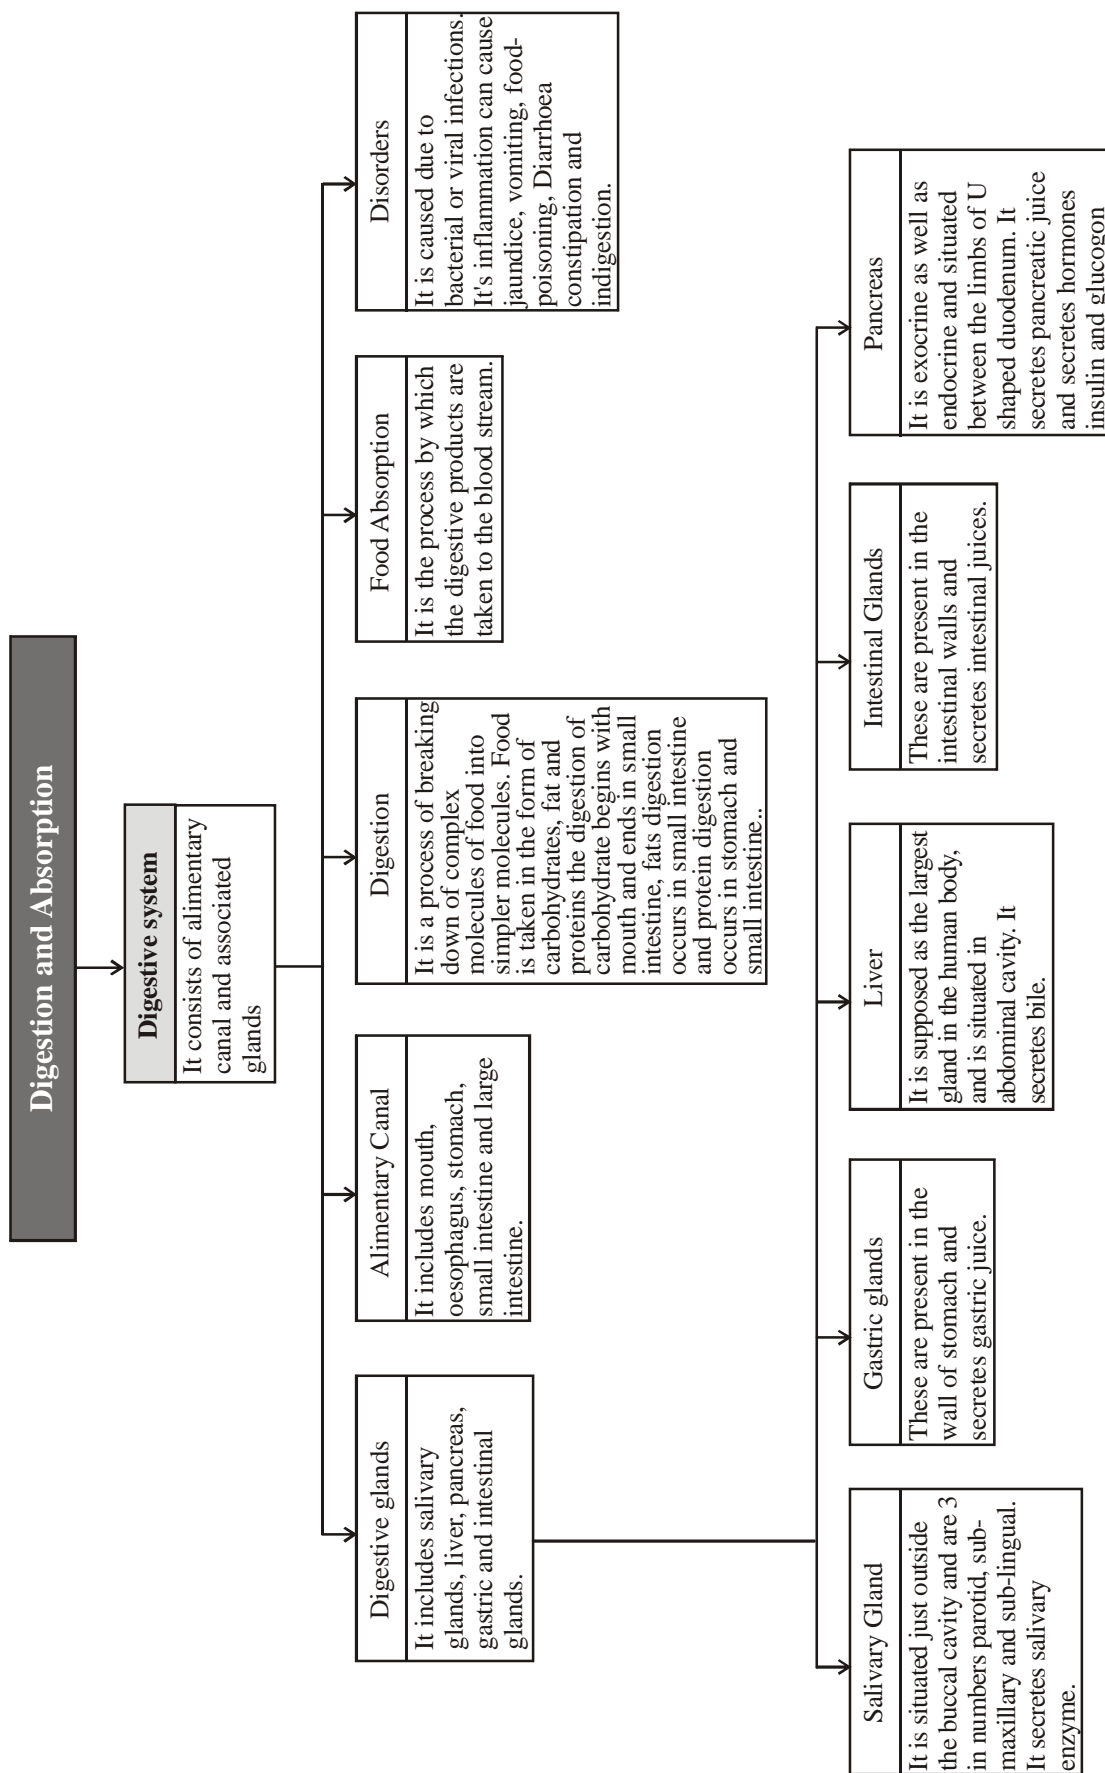 Digestion and Absorption
Digestive system
It consists of alimentary
canal and associated
glands
Digestive glands
It includes salivary
glands, liver, pancreas,
gastric and intestinal
glands.
Alimentary Canal
It includes mouth,
oesophagus, stomach,
small intestine and large
intestine.
Digestion
It is a process of breaking
down of complex
molecules of food into
simpler molecules. Food
is taken in the form of
carbohydrates, fat and
proteins the digestion of
carbohydrate begins with
mouth and ends in small
intestine, fats digestion
occurs in small intestine
and protein digestion
occurs in stomach and
small intestine..
Food Absorption
It is the process by which
the digestive products are
taken to the blood stream.
Disorders
It is caused due to
bacterial or viral infections.
It's inflammation can cause
jaundice, vomiting, food-
poisoning, Diarrhoea
constipation and
indigestion.
Salivary Gland
It is situated just outside
the buccal cavity and are 3
in numbers parotid, sub-
maxillary and sub-lingual.
It secretes salivary
enzyme.
Gastric glands
These are present in the
wall of stomach and
secretes gastric juice.
Liver
It is supposed as the largest
gland in the human body,
and is situated in
abdominal cavity. It
secretes bile.
Intestinal Glands
These are present in the
intestinal walls and
secretes intestinal juices.
Pancreas
It is exocrine as well as
endocrine and situated
between the limbs of U
shaped duodenum. It
secretes pancreatic juice
and secretes hormones
insulin and glucogon